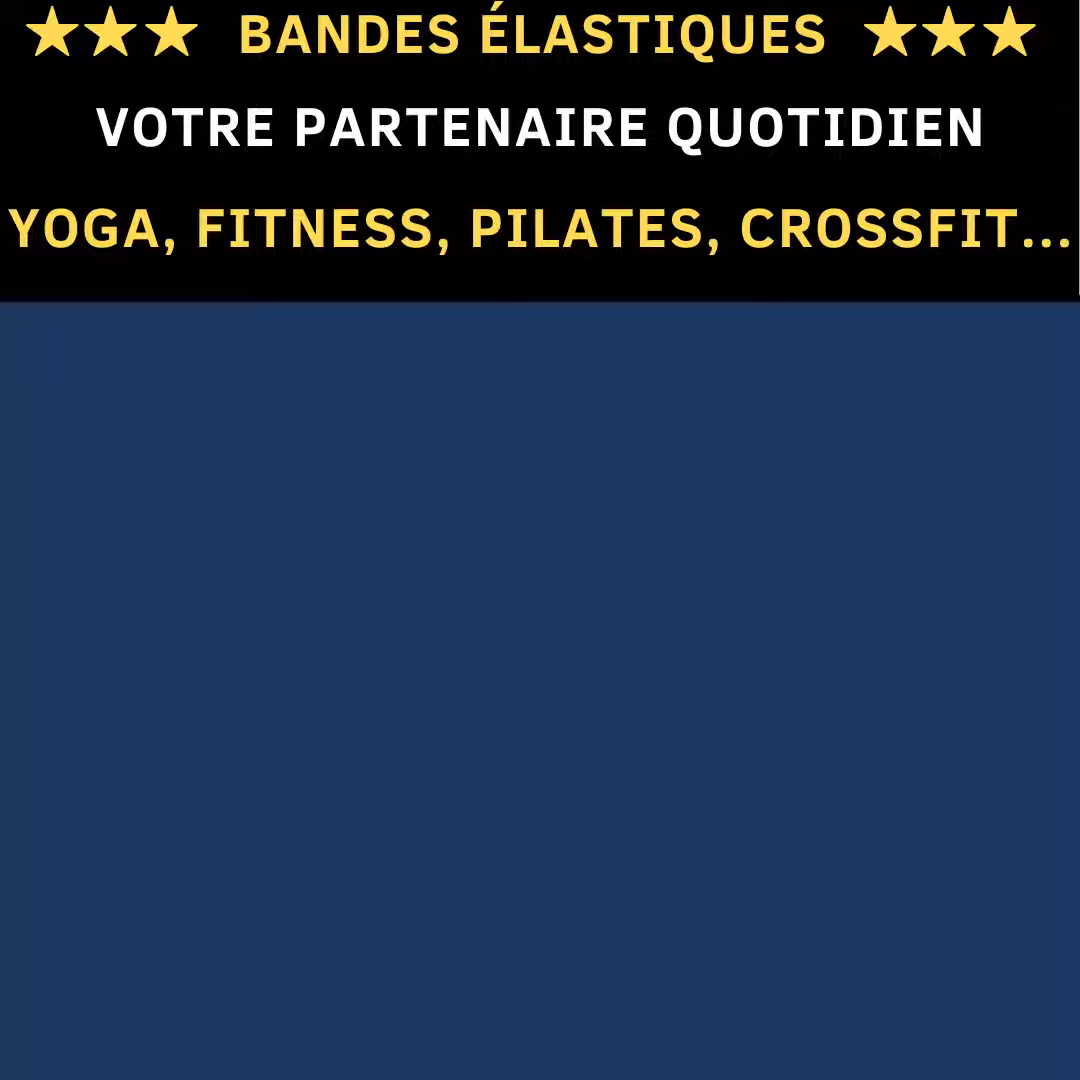 ★★★ BANDES ÉLASTIQUES ★★★
VOTRE PARTENAIRE QUOTIDIEN
YOGA, FITNESS, PILATES, CROSSFIT...